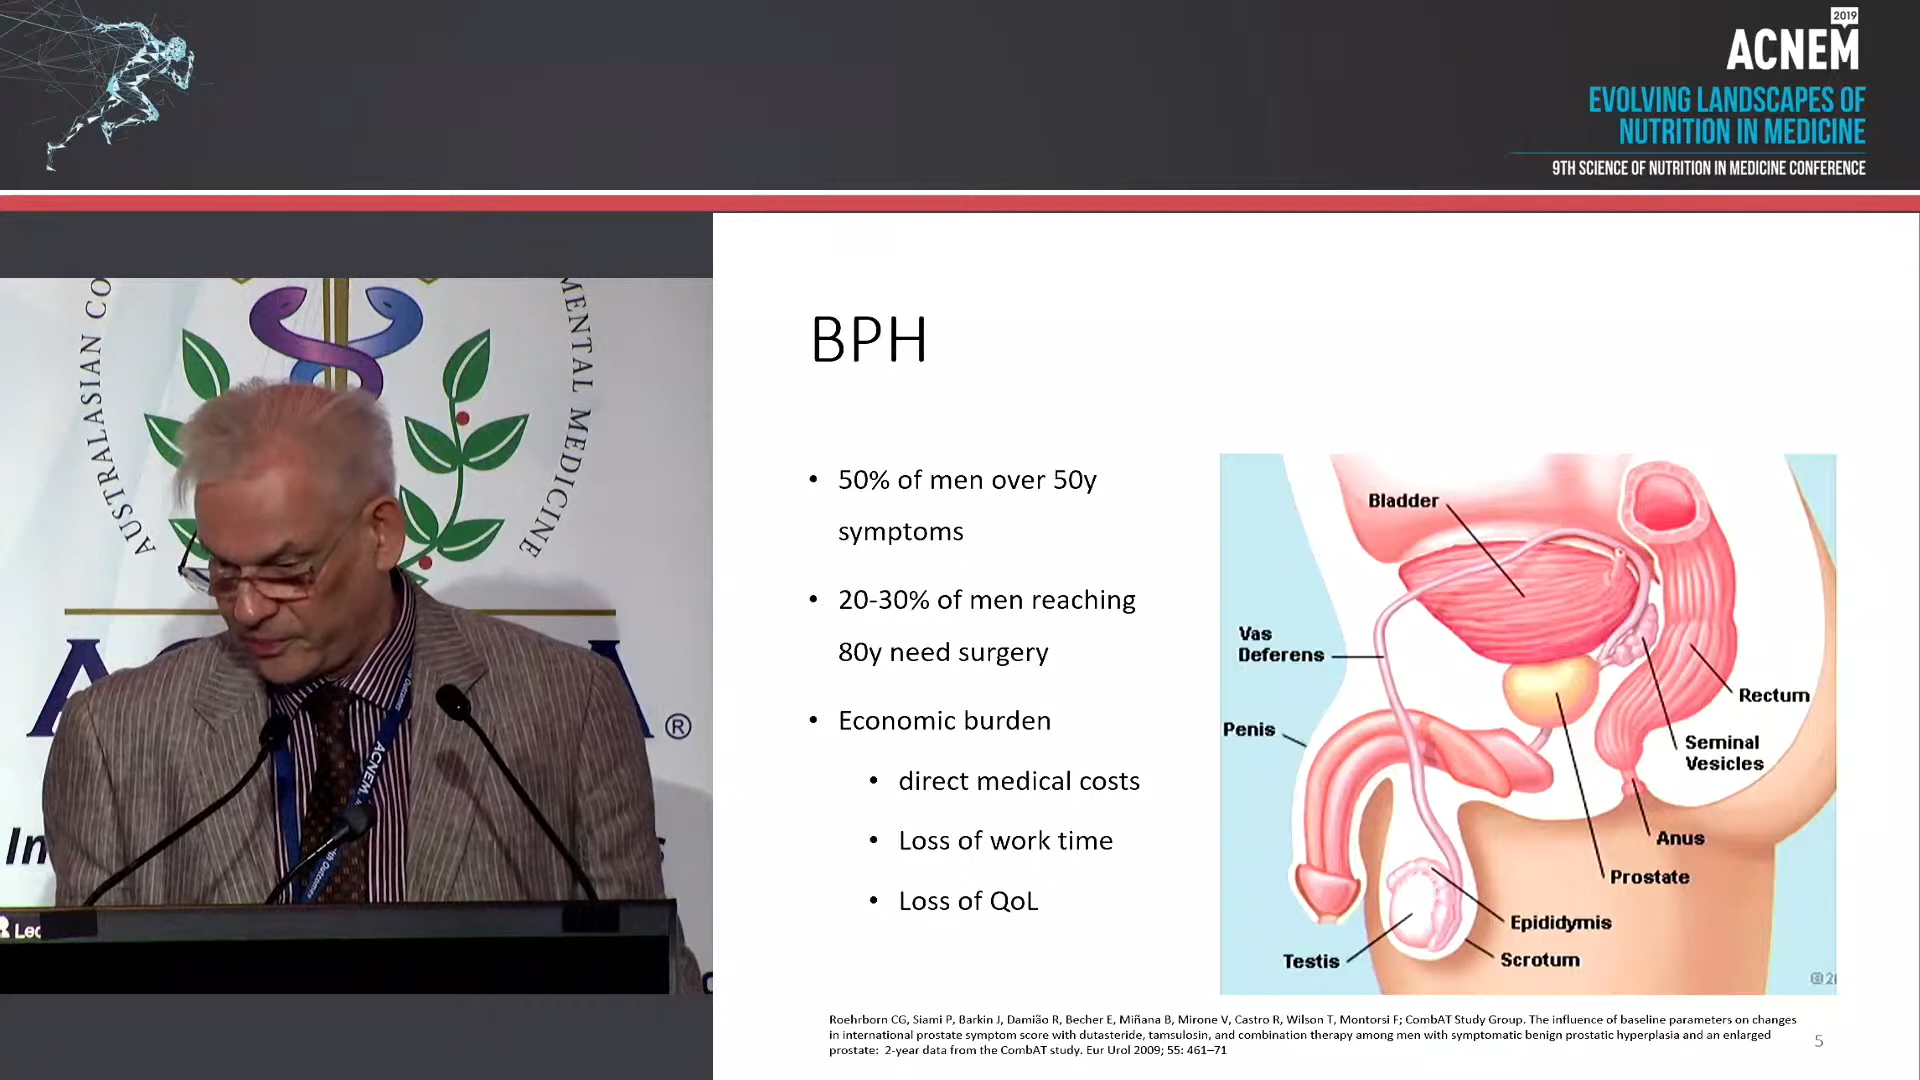 2019
ACNEM
EVOLVING LANDSCAPES OF
NUTRITION IN MEDICINE
9TH SCIENCE OF NUTRITION IN MEDICINE CONFERENCE
AUSTRALASIAN CO
MENTAL MEDICINE
A
A
®
In
s
Lec
ACNEM
BPH
• 50% of men over 50y
symptoms
• 20-30% of men reaching
80y need surgery
• Economic burden
• direct medical costs
• Loss of work time
• Loss of QoL
Bladder
Vas
Deferens
Penis
Rectum
Seminal
Vesicles
Anus
Prostate
Epididymis
Scrotum
Testis
Roehrborn CG, Siami P, Barkin J, Damião R, Becher E, Miñana B, Mirone V, Castro R, Wilson T, Montorsi F; CombAT Study Group. The influence of baseline parameters on changes
in international prostate symptom score with dutasteride, tamsulosin, and combination therapy among men with symptomatic benign prostatic hyperplasia and an enlarged
prostate: 2-year data from the CombAT study. Eur Urol 2009; 55: 461–71
5